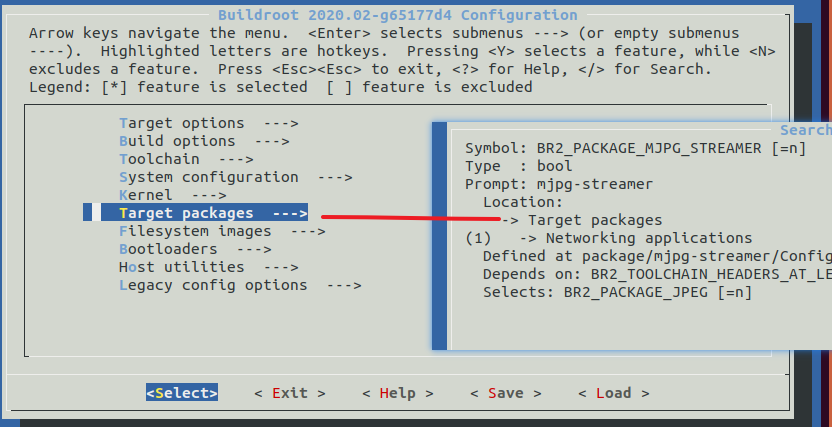 Buildroot 2020.02-g65177d4 Configuration
Arrow keys navigate the menu.  <Enter> selects submenus ---> (or empty submenus
----).  Highlighted letters are hotkeys.  Pressing <Y> selects a feature, while <N>
excludes a feature.  Press <Esc><Esc> to exit, <?> for Help, </> for Search.
Legend: [*] feature is selected  [ ] feature is excluded
Target options  --->
Build options  --->
Toolchain  --->
System configuration  --->
Kernel  --->
Target packages  --->
Filesystem images  --->
Bootloaders  --->
Host utilities  --->
Legacy config options  --->
Search
Symbol: BR2_PACKAGE_MJPG_STREAMER [=n]
Type  : bool
Prompt: mjpg-streamer
Location:
-> Target packages
(1)   -> Networking applications
Defined at package/mjpg-streamer/Config
Depends on: BR2_TOOLCHAIN_HEADERS_AT_LE
Selects: BR2_PACKAGE_JPEG [=n]
<Select>    < Exit >    < Help >    < Save >    < Load >